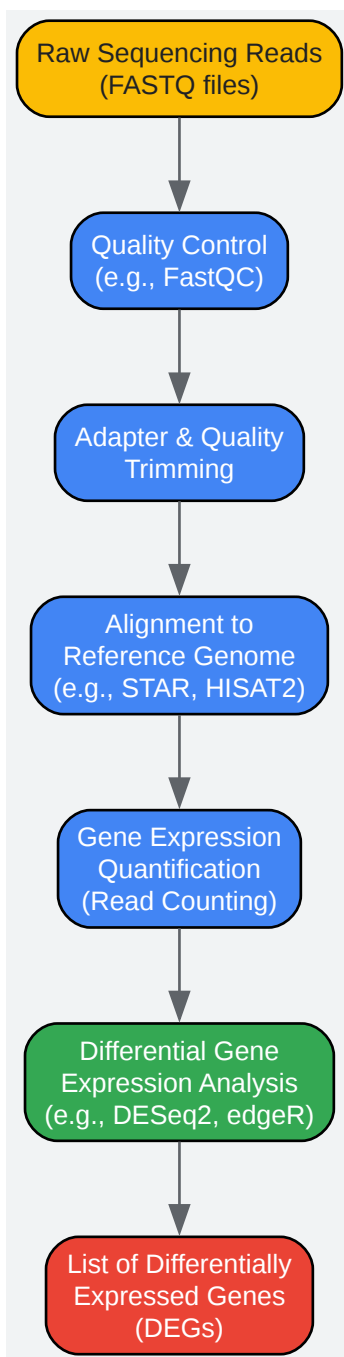 Raw Sequencing Reads
(FASTQ files)
Quality Control
(e.g., FastQC)
Adapter & Quality
Trimming
Alignment to
Reference Genome
(e.g., STAR, HISAT2)
Gene Expression
Quantification
(Read Counting)
Differential Gene
Expression Analysis
(e.g., DESeq2, edgeR)
List of Differentially
Expressed Genes
(DEGs)